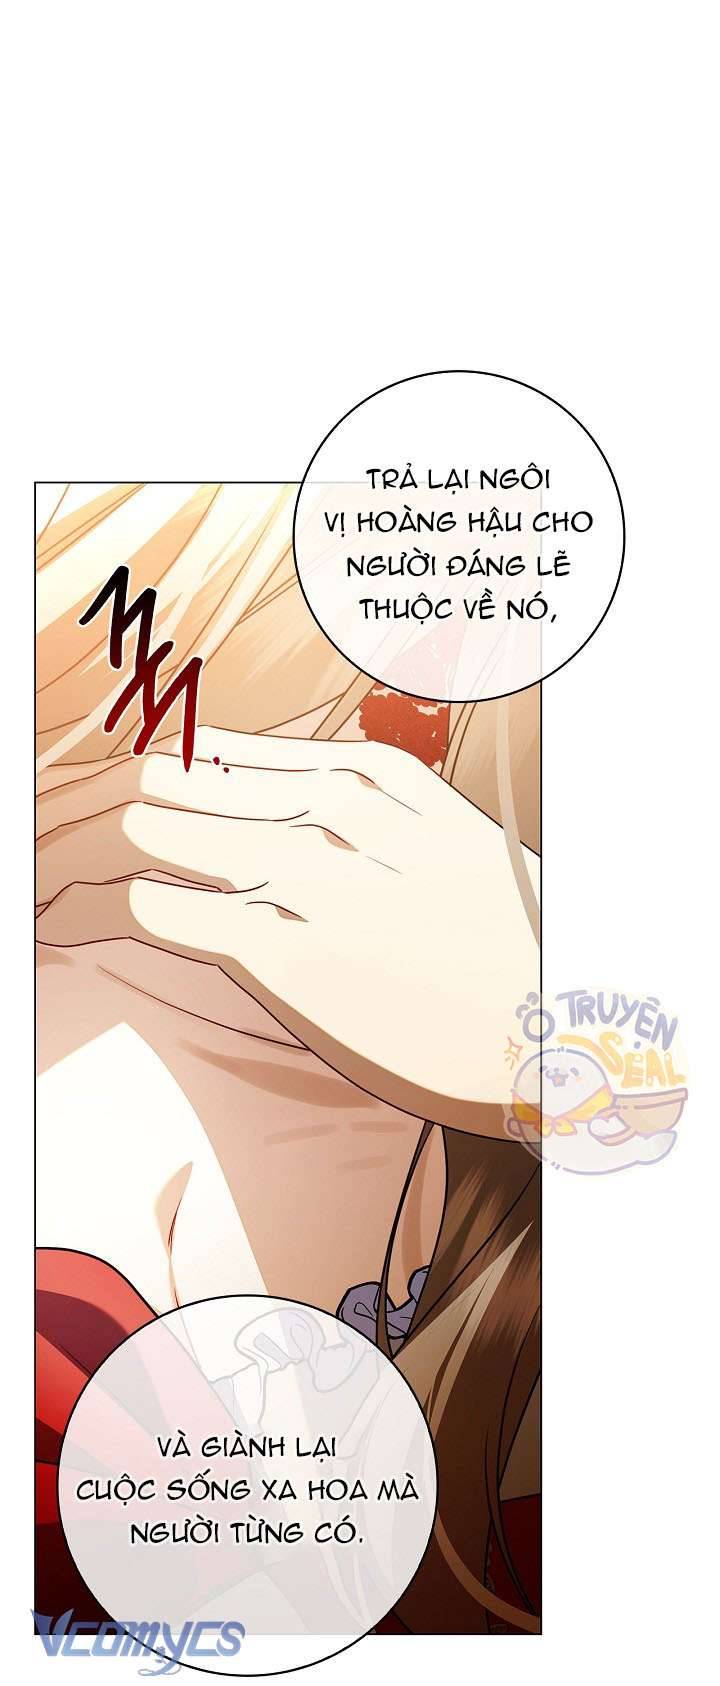 TRẢ LẠI NGÔI
VỊ HOÀNG HẬU CHO
NGƯỜI ĐÁNG LẼ
THUỘC VỀ NÓ,
Ổ TRUYỆN
SEAL
VÀ GIÀNH LẠI
CUỘC SỐNG XA HOA MÀ
NGƯỜI TỪNG CÓ.
VCOMYCS